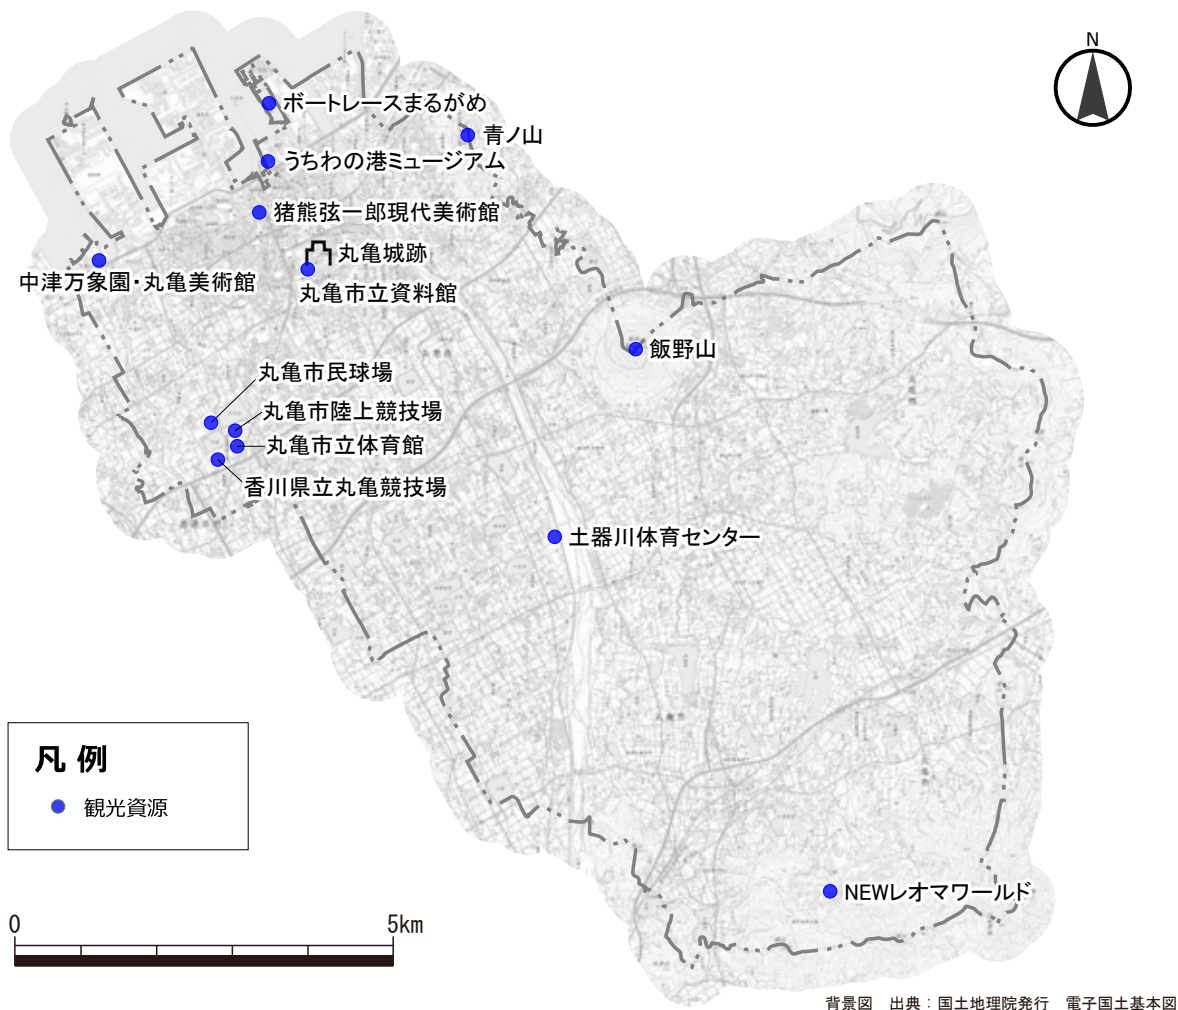 N
ボートレースまるがめ
青ノ山
うちわの港ミュージアム
猪熊弦一郎現代美術館
丸亀城跡
中津万象園・丸亀美術館
丸亀市立資料館
飯野山
丸亀市民球場
丸亀市陸上競技場
丸亀市立体育館
香川県立丸亀競技場
土器川体育センター
NEWレオマワールド
凡 例
観光資源
0
5km
背景図 出典：国土地理院発行 電子国土基本図